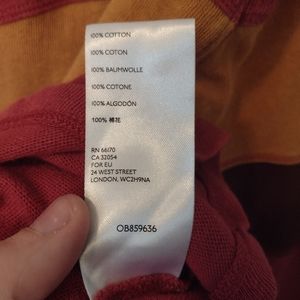 100% COTTON
100% COTON
100% BAUMWOLLE
100% COTONE
100% ALGODÓN
100% 棉花
RN 66170
CA 32054
FOR EU
24 WEST STREET
LONDON, WC2H9NA
OB859636